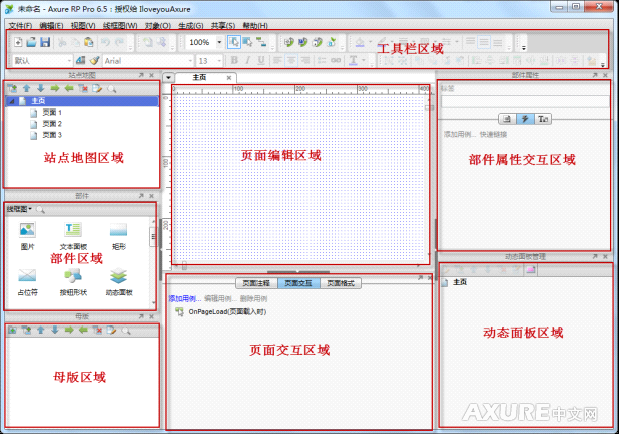 未命名 - Axure RP Pro 6.5 : 授权给 IloveyouAxure
文件(F) 编辑(E) 视图(V) 线框图(W) 对象(O) 生成(G) 共享(S) 帮助(H)
100%
工具栏区域
默认 Arial 13 B I U
站点地图
主页
页面 1
页面 2
页面 3
站点地图区域
部件
线框图
图片 文本面板 矩形
部件区域
占位符 按钮形状 动态面板
母版
母版区域
主页
0 100 200 300 400
100
200
页面编辑区域
页面注释 页面交互 页面格式
添加用例... 编辑用例... 删除用例
OnPageLoad(页面载入时)
页面交互区域
部件属性
标签
添加用例... 快速链接
部件属性交互区域
动态面板管理
主页
动态面板区域
AXURE中文网